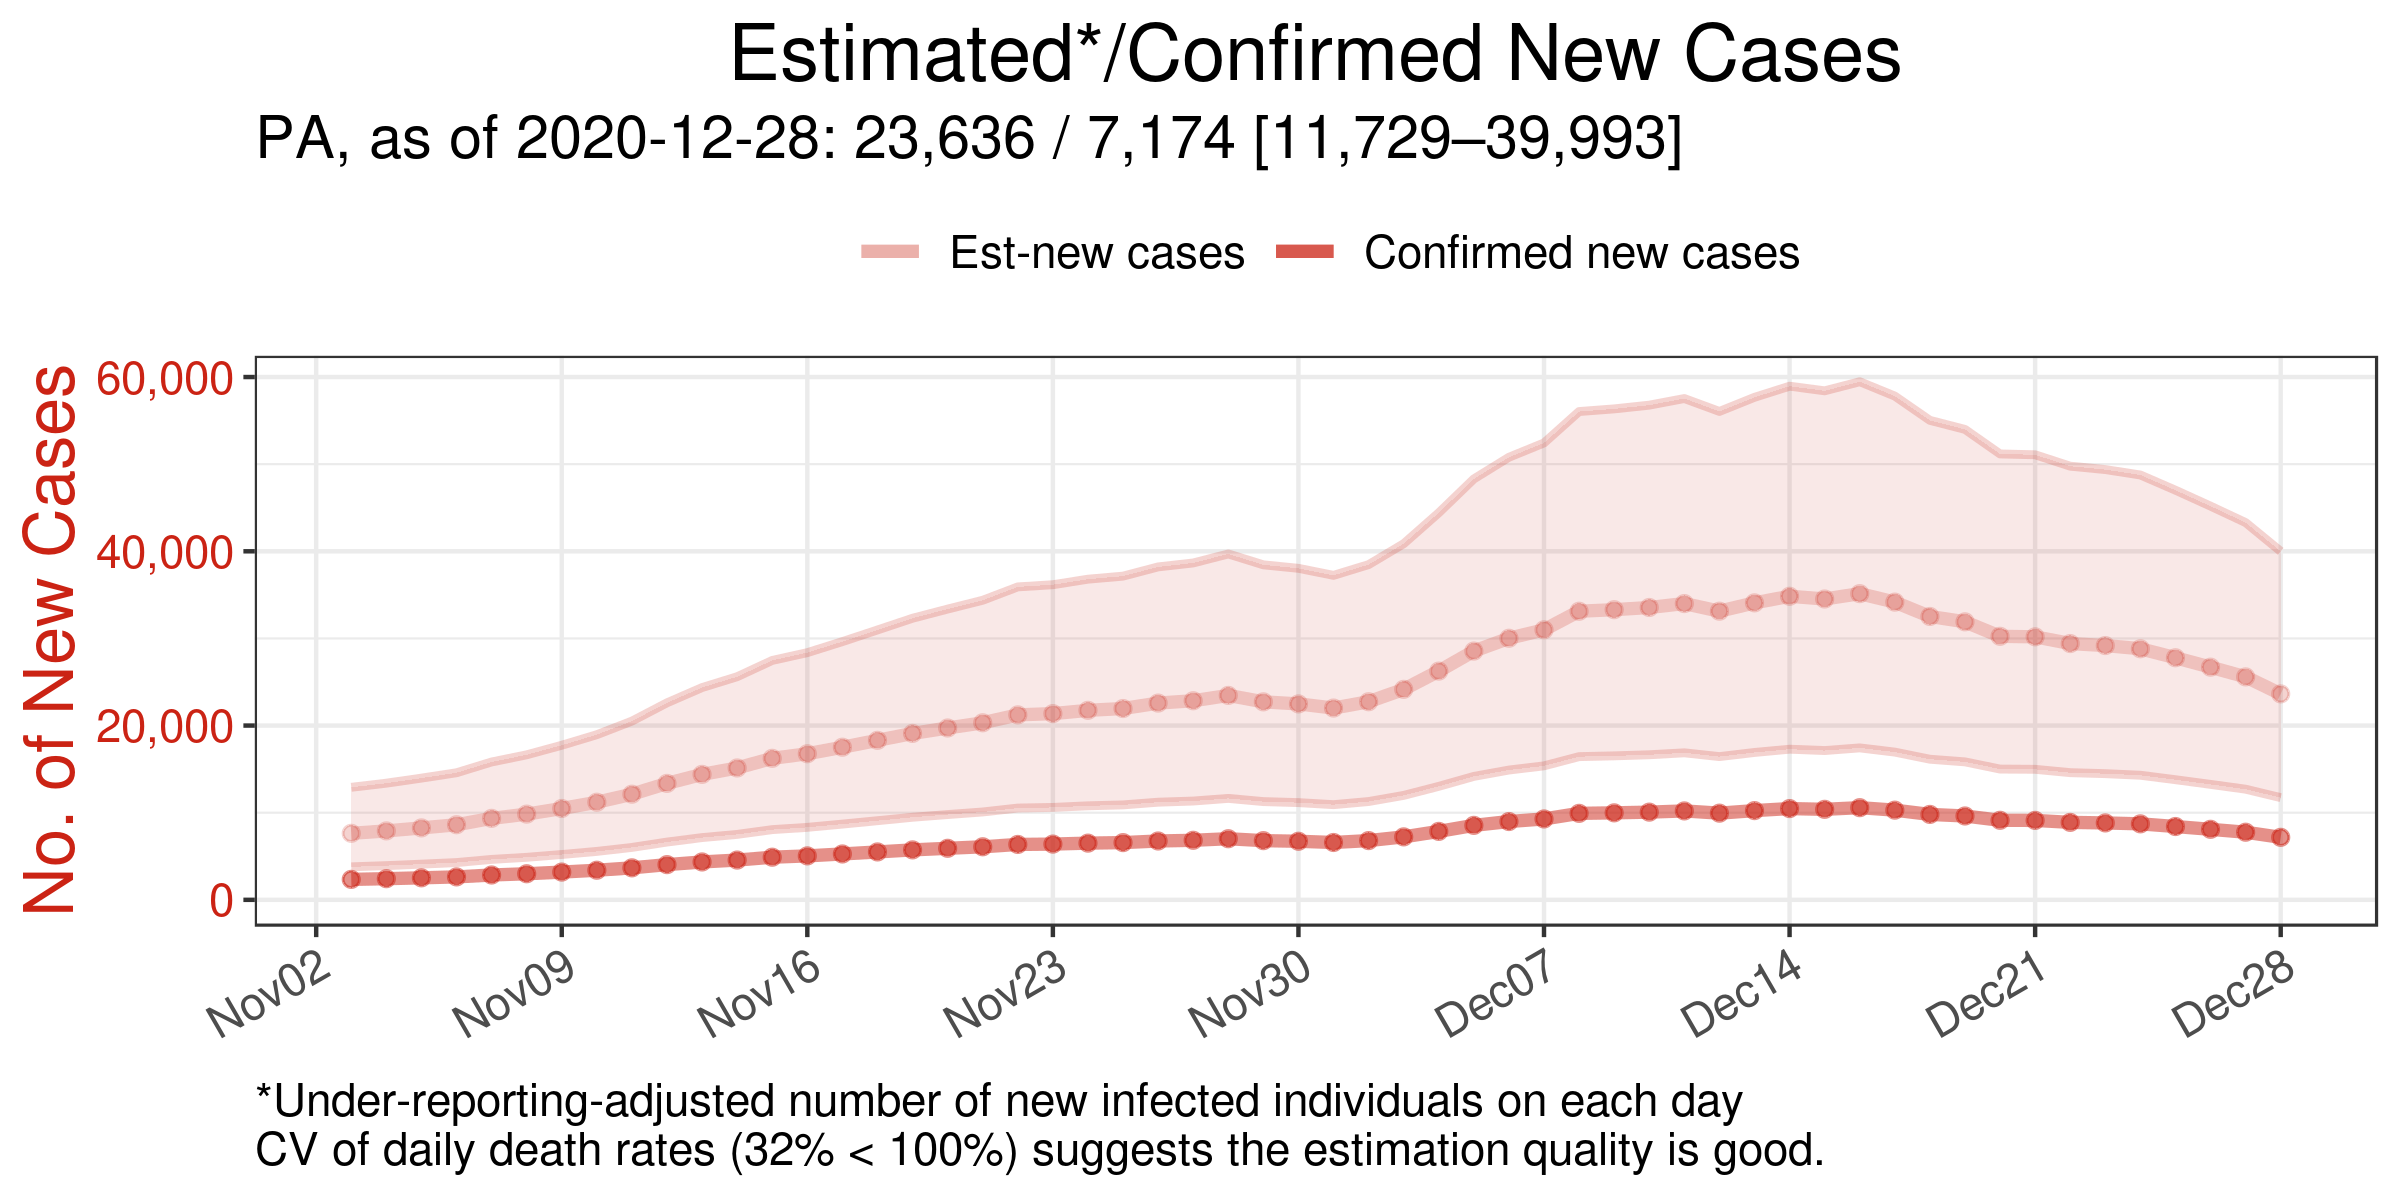 Estimated*/Confirmed New Cases
PA, as of 2020-12-28: 23,636 / 7,174 [11,729–39,993]
Est-new cases Confirmed new cases
No. of New Cases
60,000
40,000
20,000
0
Nov02 Nov09 Nov16 Nov23 Nov30 Dec07 Dec14 Dec21 Dec28
*Under-reporting-adjusted number of new infected individuals on each day
CV of daily death rates (32% < 100%) suggests the estimation quality is good.